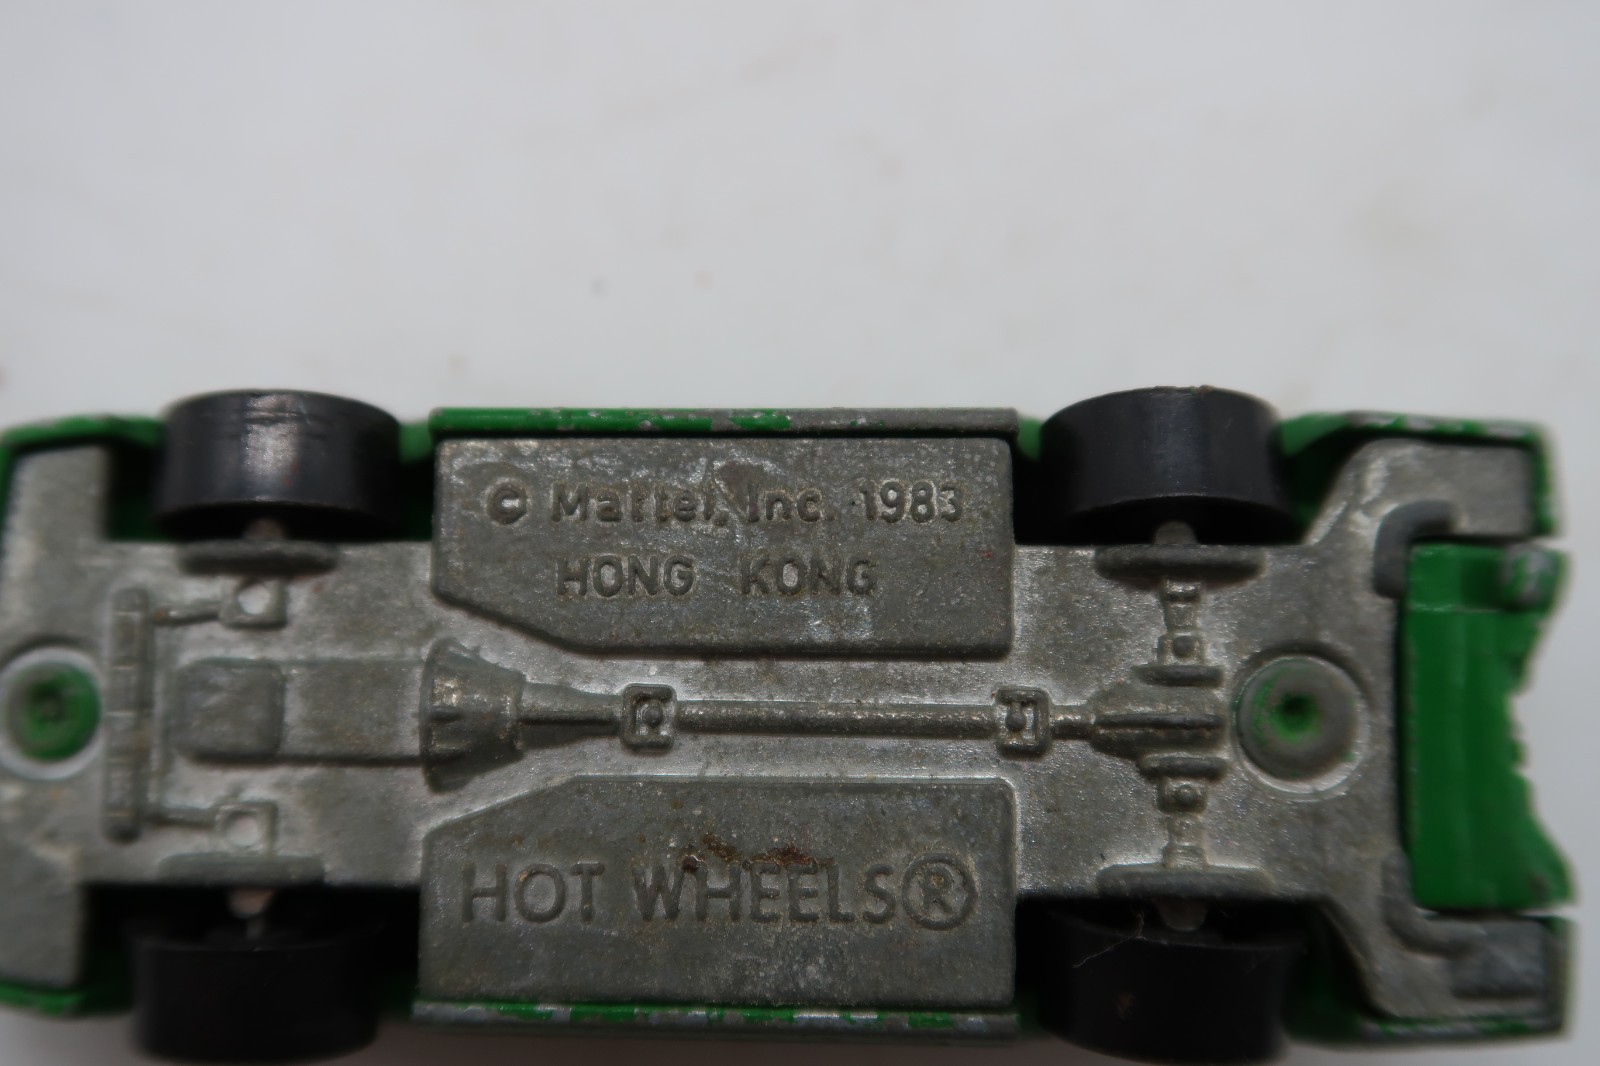 © Mattel, Inc. 1983
HONG KONG
HOT WHEELS®